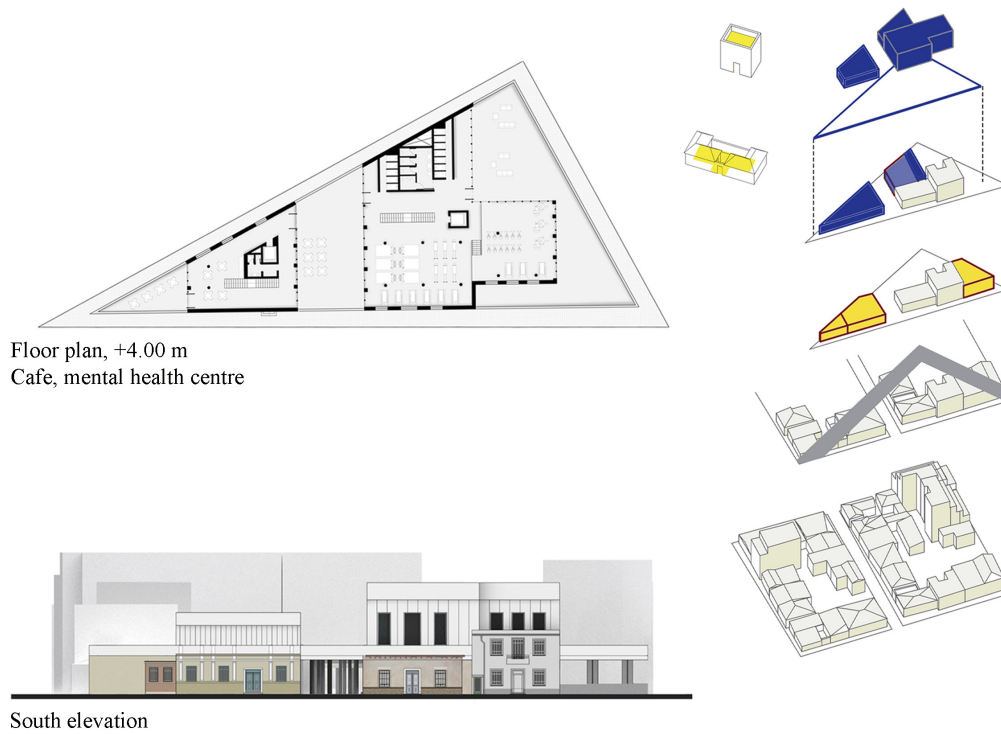 Floor plan, +4.00 m
Cafe, mental health centre
South elevation